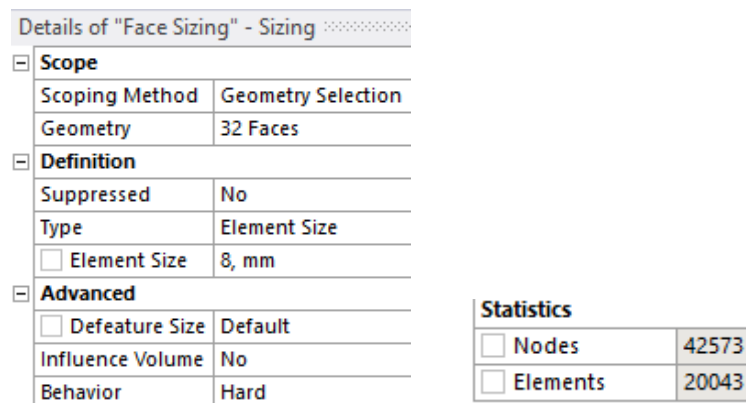 Details of "Face Sizing" - Sizing
Scope
Scoping Method Geometry Selection
Geometry 32 Faces
Definition
Suppressed No
Type Element Size
Element Size 8, mm
Advanced
Defeature Size Default
Influence Volume No
Behavior Hard
Statistics
Nodes 42573
Elements 20043